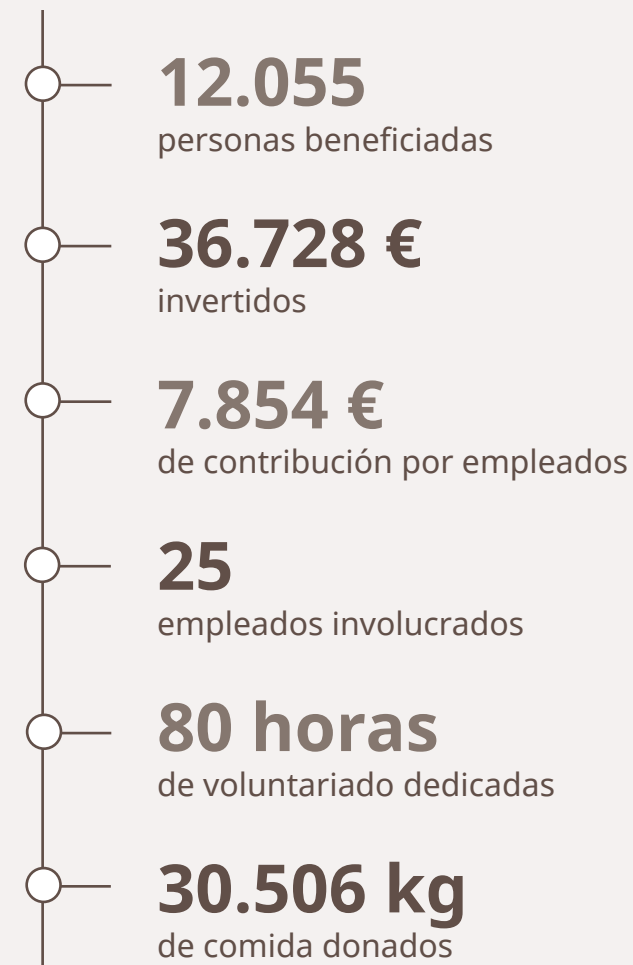 12.055
personas beneficiadas
36.728 €
invertidos
7.854 €
de contribución por empleados
25
empleados involucrados
80 horas
de voluntariado dedicadas
30.506 kg
de comida donados